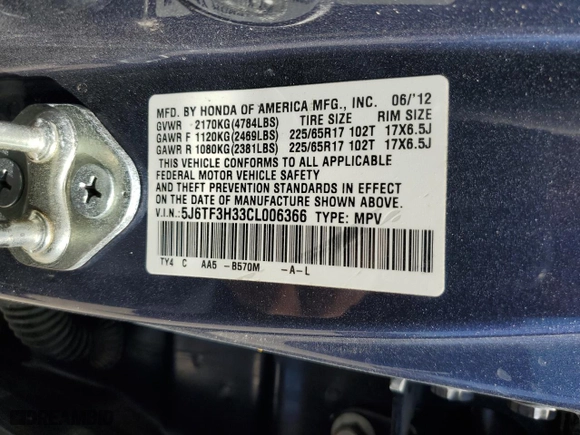 MFD. BY HONDA OF AMERICA MFG., INC. 06/'12
GVWR 2170KG(4784LBS) TIRE SIZE RIM SIZE
GAWR F 1120KG(2469LBS) 225/65R17 102T 17X6.5J
GAWR R 1080KG(2381LBS) 225/65R17 102T 17X6.5J
THIS VEHICLE CONFORMS TO ALL APPLICABLE
FEDERAL MOTOR VEHICLE SAFETY
AND THEFT PREVENTION STANDARDS IN EFFECT
ON THE DATE OF MANUFACTURE SHOWN ABOVE.
V.I.N.: 5J6TF3H33CL006366 TYPE: MPV
TY4 C AA5 -B570M -A-L
DREAMBID